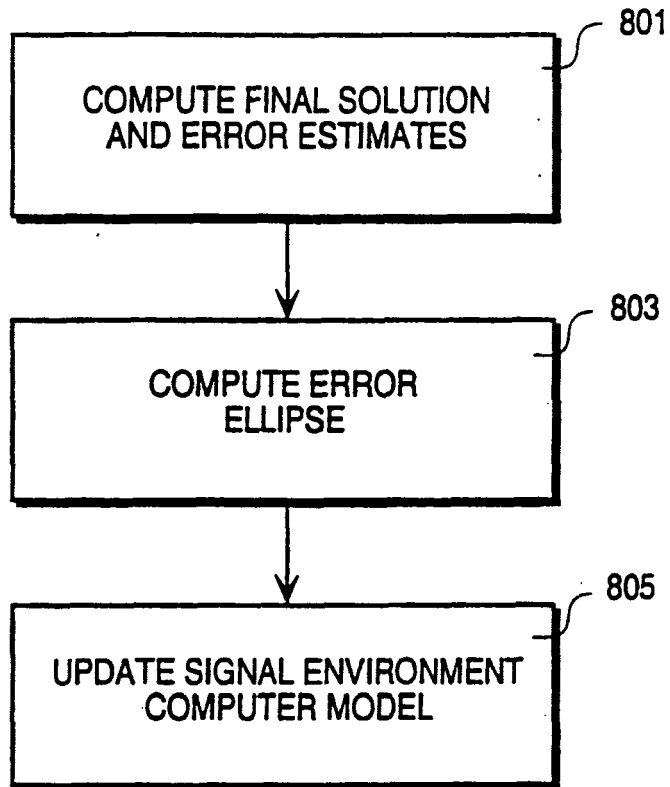 801
COMPUTE FINAL SOLUTION
AND ERROR ESTIMATES
803
COMPUTE ERROR
ELLIPSE
805
UPDATE SIGNAL ENVIRONMENT
COMPUTER MODEL